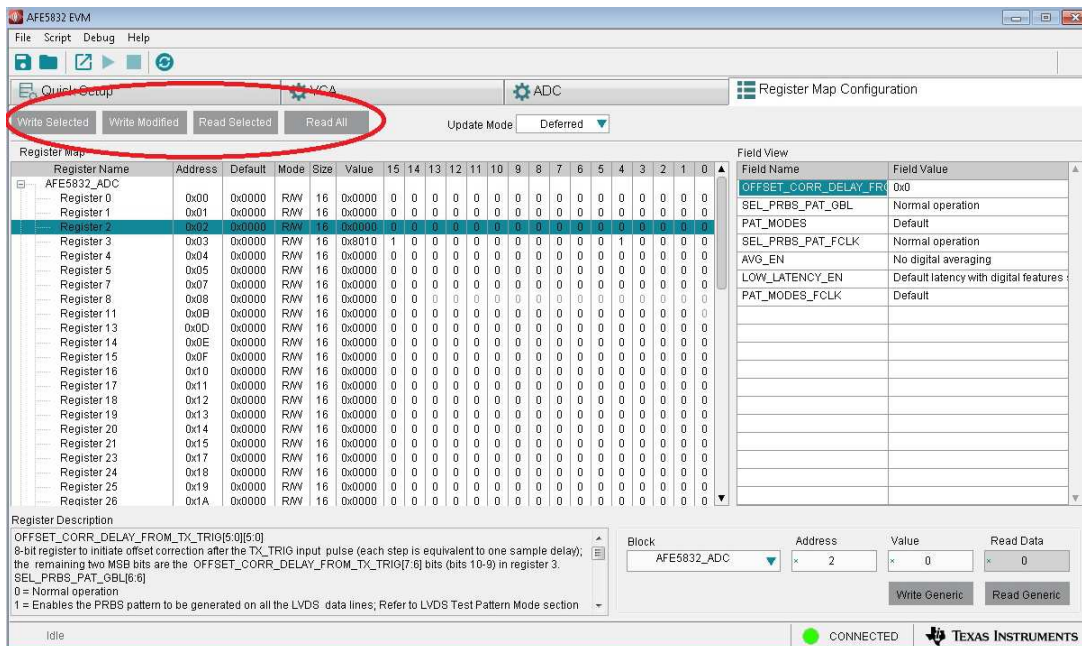 AFE5832 EVM
File Script Debug Help
Quick Setup VCA ADC Register Map Configuration
Write Selected Write Modified Read Selected Read All Update Mode Deferred
Register Map Field View
Register Name Address Default Mode Size Value 15 14 13 12 11 10 9 8 7 6 5 4 3 2 1 0 Field Name Field Value
AFE5832_ADC OFFSET_CORR_DELAY_FRO 0x0
Register 0 0x00 0x0000 R/W 16 0x0000 0 0 0 0 0 0 0 0 0 0 0 0 0 0 0 0 SEL_PRBS_PAT_GBL Normal operation
Register 1 0x01 0x0000 R/W 16 0x0000 0 0 0 0 0 0 0 0 0 0 0 0 0 0 0 0
Register 2 0x02 0x0000 R/W 16 0x0000 0 0 0 0 0 0 0 0 0 0 0 0 0 0 0 0 PAT_MODES Default
Register 3 0x03 0x0000 R/W 16 0x8010 1 0 0 0 0 0 0 0 0 0 0 1 0 0 0 0 SEL_PRBS_PAT_FCLK Normal operation
Register 4 0x04 0x0000 R/W 16 0x0000 0 0 0 0 0 0 0 0 0 0 0 0 0 0 0 0 AVG_EN No digital averaging
Register 5 0x05 0x0000 R/W 16 0x0000 0 0 0 0 0 0 0 0 0 0 0 0 0 0 0 0 LOW_LATENCY_EN Default latency with digital features
Register 7 0x07 0x0000 R/W 16 0x0000 0 0 0 0 0 0 0 0 0 0 0 0 0 0 0 0
Register 8 0x08 0x0000 R/W 16 0x0000 0 0 0 0 0 0 0 0 0 0 0 0 0 0 0 0 PAT_MODES_FCLK Default
Register 11 0x0B 0x0000 R/W 16 0x0000 0 0 0 0 0 0 0 0 0 0 0 0 0 0 0 0
Register 13 0x0D 0x0000 R/W 16 0x0000 0 0 0 0 0 0 0 0 0 0 0 0 0 0 0 0
Register 14 0x0E 0x0000 R/W 16 0x0000 0 0 0 0 0 0 0 0 0 0 0 0 0 0 0 0
Register 15 0x0F 0x0000 R/W 16 0x0000 0 0 0 0 0 0 0 0 0 0 0 0 0 0 0 0
Register 16 0x10 0x0000 R/W 16 0x0000 0 0 0 0 0 0 0 0 0 0 0 0 0 0 0 0
Register 17 0x11 0x0000 R/W 16 0x0000 0 0 0 0 0 0 0 0 0 0 0 0 0 0 0 0
Register 18 0x12 0x0000 R/W 16 0x0000 0 0 0 0 0 0 0 0 0 0 0 0 0 0 0 0
Register 19 0x13 0x0000 R/W 16 0x0000 0 0 0 0 0 0 0 0 0 0 0 0 0 0 0 0
Register 20 0x14 0x0000 R/W 16 0x0000 0 0 0 0 0 0 0 0 0 0 0 0 0 0 0 0
Register 21 0x15 0x0000 R/W 16 0x0000 0 0 0 0 0 0 0 0 0 0 0 0 0 0 0 0
Register 23 0x17 0x0000 R/W 16 0x0000 0 0 0 0 0 0 0 0 0 0 0 0 0 0 0 0
Register 24 0x18 0x0000 R/W 16 0x0000 0 0 0 0 0 0 0 0 0 0 0 0 0 0 0 0
Register 25 0x19 0x0000 R/W 16 0x0000 0 0 0 0 0 0 0 0 0 0 0 0 0 0 0 0
Register 26 0x1A 0x0000 R/W 16 0x0000 0 0 0 0 0 0 0 0 0 0 0 0 0 0 0 0
Register Description
OFFSET_CORR_DELAY_FROM_TX_TRIG[5:0][5:0]
8-bit register to initiate offset correction after the TX_TRIG input pulse (each step is equivalent to one sample delay);
the remaining two MSB bits are the OFFSET_CORR_DELAY_FROM_TX_TRIG[7:6] bits (bits 10-9) in register 3.
SEL_PRBS_PAT_GBL[6:6]
0 = Normal operation
1 = Enables the PRBS pattern to be generated on all the LVDS data lines; Refer to LVDS Test Pattern Mode section
Block Address Value Read Data
AFE5832_ADC x 2 x 0 x 0
Write Generic Read Generic
Idle CONNECTED TEXAS INSTRUMENTS